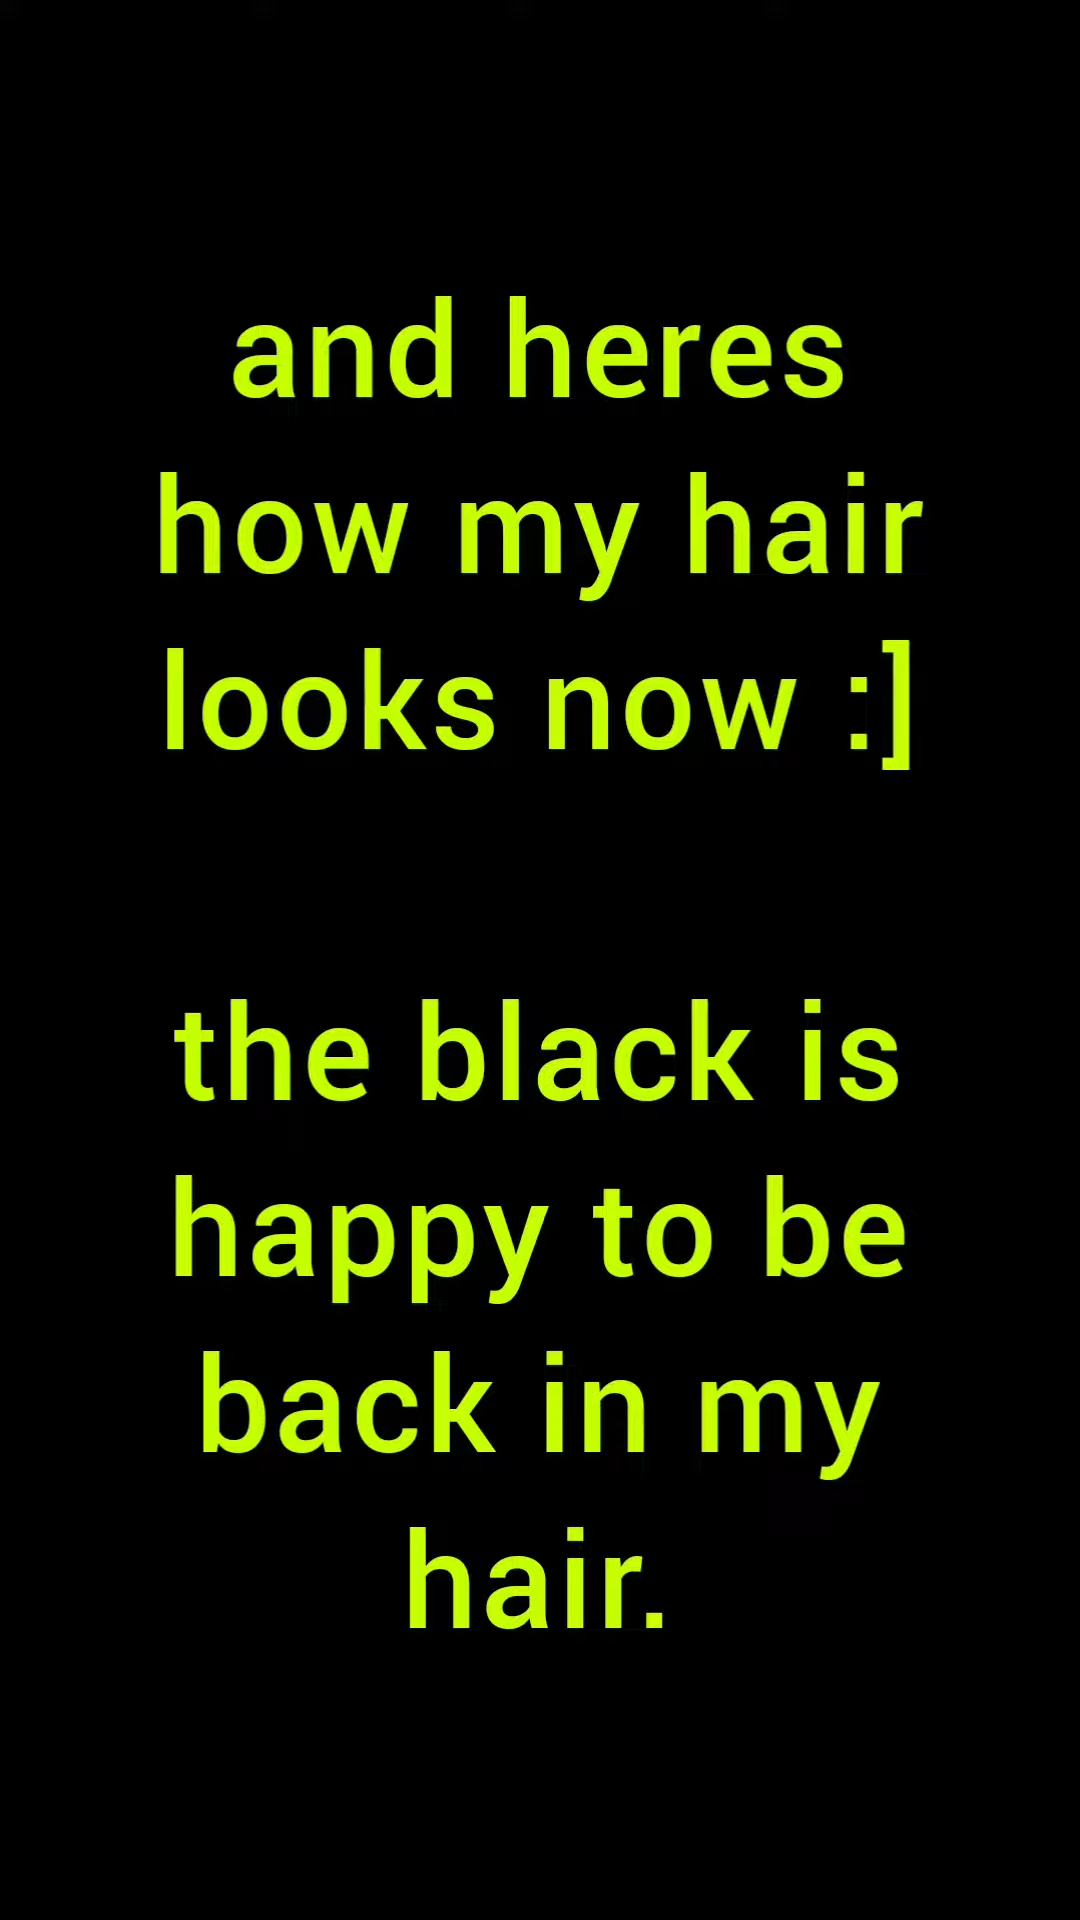 and heres
how my hair
looks now :]
the black is
happy to be
back in my
hair.